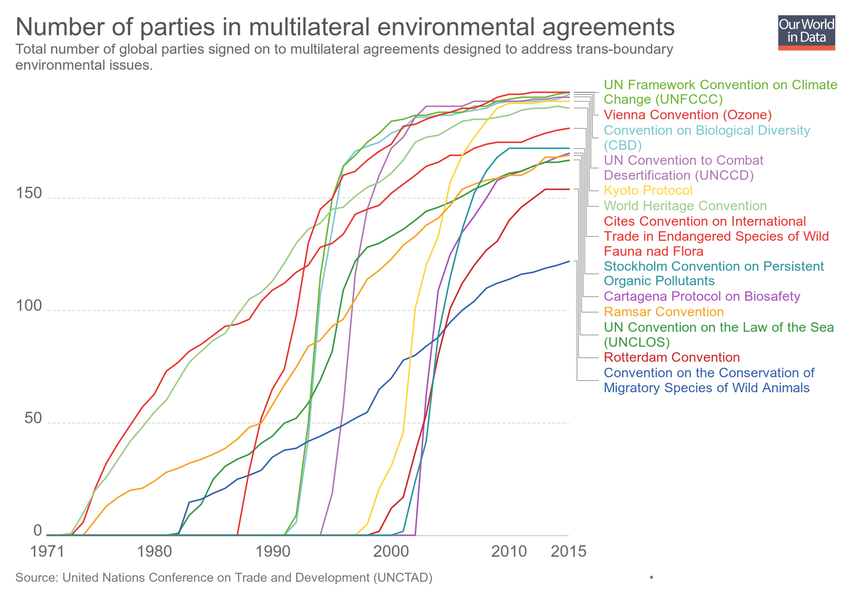 Number of parties in multilateral environmental agreements
Total number of global parties signed on to multilateral agreements designed to address trans-boundary
environmental issues.
Our World
in Data
UN Framework Convention on Climate
Change (UNFCCC)
Vienna Convention (Ozone)
Convention on Biological Diversity
(CBD)
UN Convention to Combat
Desertification (UNCCD)
Kyoto Protocol
World Heritage Convention
Cites Convention on International
Trade in Endangered Species of Wild
Fauna nad Flora
Stockholm Convention on Persistent
Organic Pollutants
Cartagena Protocol on Biosafety
Ramsar Convention
UN Convention on the Law of the Sea
(UNCLOS)
Rotterdam Convention
Convention on the Conservation of
Migratory Species of Wild Animals
150
100
50
0
1971 1980 1990 2000 2010 2015
Source: United Nations Conference on Trade and Development (UNCTAD)